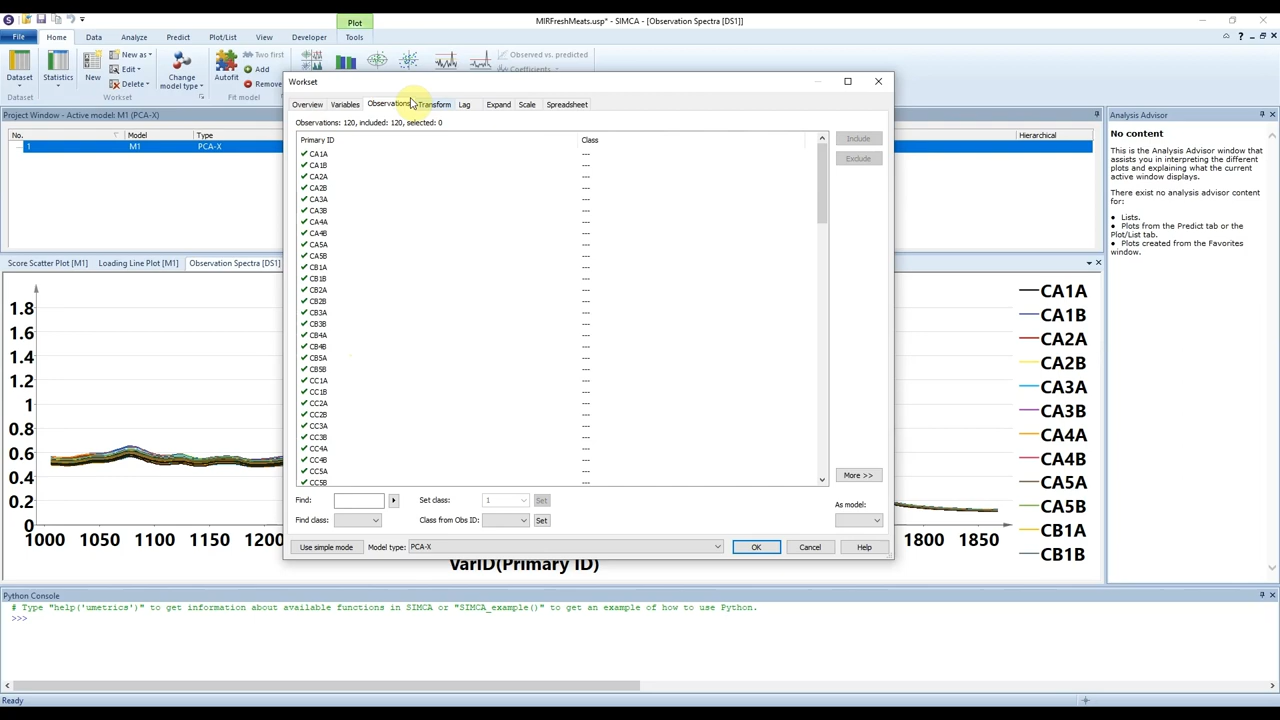 Plot
MIRFreshMeats.usp* - SIMCA - [Observation Spectra [DS1]]
File Home Data Analyze Predict Plot/List View Developer Tools
New as Two first Observed vs. predicted
Edit Add Coefficients
Dataset Statistics New Delete Change model type Autofit Remove
Dataset Workset Fit model
Project Window - Active model: M1 (PCA-X)
No. Model Type Hierarchical
1 M1 PCA-X
Score Scatter Plot [M1] Loading Line Plot [M1] Observation Spectra [DS1]
1.8
1.6
1.4
1.2
1
0.8
0.6
0.4
0.2
0
1000 1050 1100 1150 1200 1800 1850
VarID(Primary ID)
CA1A
CA1B
CA2A
CA2B
CA3A
CA3B
CA4A
CA4B
CA5A
CA5B
CB1A
CB1B
Workset
Overview Variables Observations Transform Lag Expand Scale Spreadsheet
Observations: 120, included: 120, selected: 0
Primary ID Class
CA1A ---
CA1B ---
CA2A ---
CA2B ---
CA3A ---
CA3B ---
CA4A ---
CA4B ---
CA5A ---
CA5B ---
CB1A ---
CB1B ---
CB2A ---
CB2B ---
CB3A ---
CB3B ---
CB4A ---
CB4B ---
CB5A ---
CB5B ---
CC1A ---
CC1B ---
CC2A ---
CC2B ---
CC3A ---
CC3B ---
CC4A ---
CC4B ---
CC5A ---
CC5B ---
Include
Exclude
More >>
As model:
Find: Set class: 1 Set
Find class: Class from Obs ID: Set
Use simple mode Model type: PCA-X OK Cancel Help
Analysis Advisor
No content
This is the Analysis Advisor window that
assists you in interpreting the different
plots and explaining what the current
active window displays.
There exist no analysis advisor content
for:
● Lists.
● Plots from the Predict tab or the
Plot/List tab.
● Plots created from the Favorites
window.
Python Console
# Type "help('umetrics')" to get information about available functions in SIMCA or "SIMCA_example()" to get an example of how to use Python.
>>>
Ready